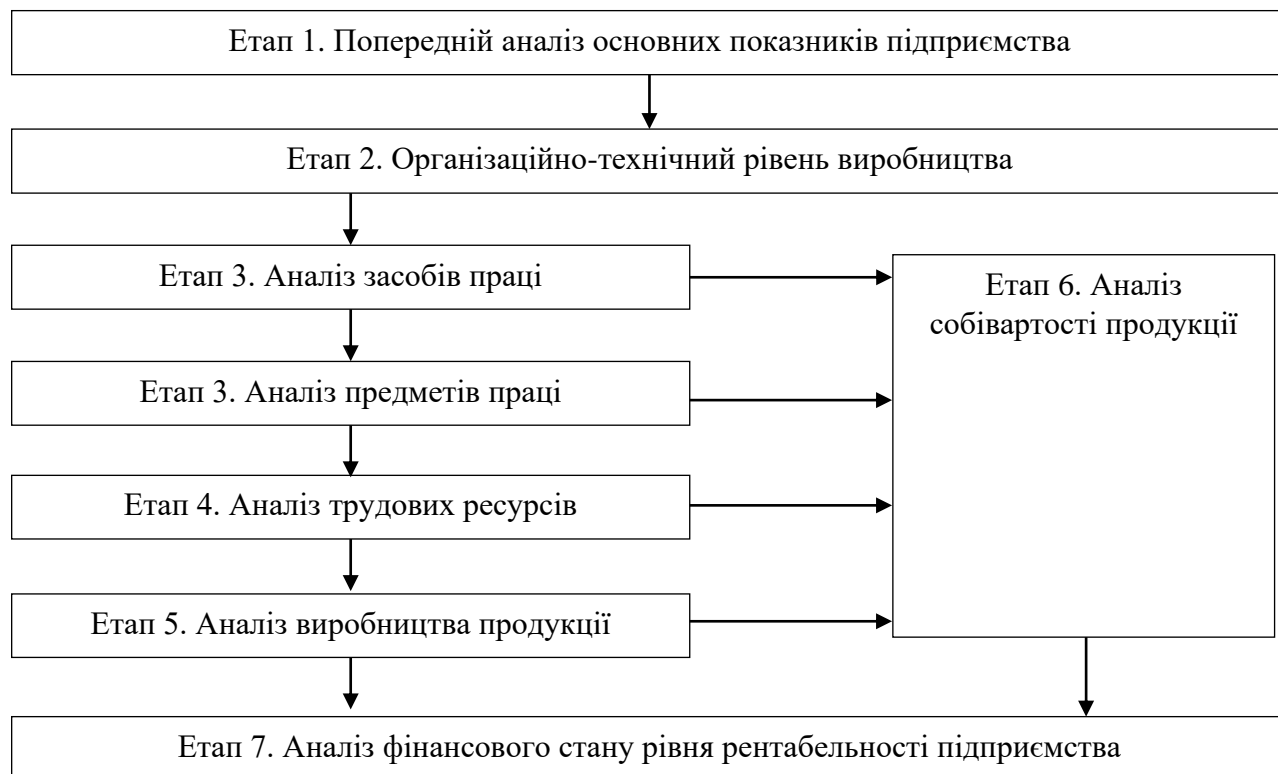 Етап 1. Попередній аналіз основних показників підприємства
Етап 2. Організаційно-технічний рівень виробництва
Етап 3. Аналіз засобів праці
Етап 3. Аналіз предметів праці
Етап 4. Аналіз трудових ресурсів
Етап 5. Аналіз виробництва продукції
Етап 6. Аналіз
собівартості продукції
Етап 7. Аналіз фінансового стану рівня рентабельності підприємства